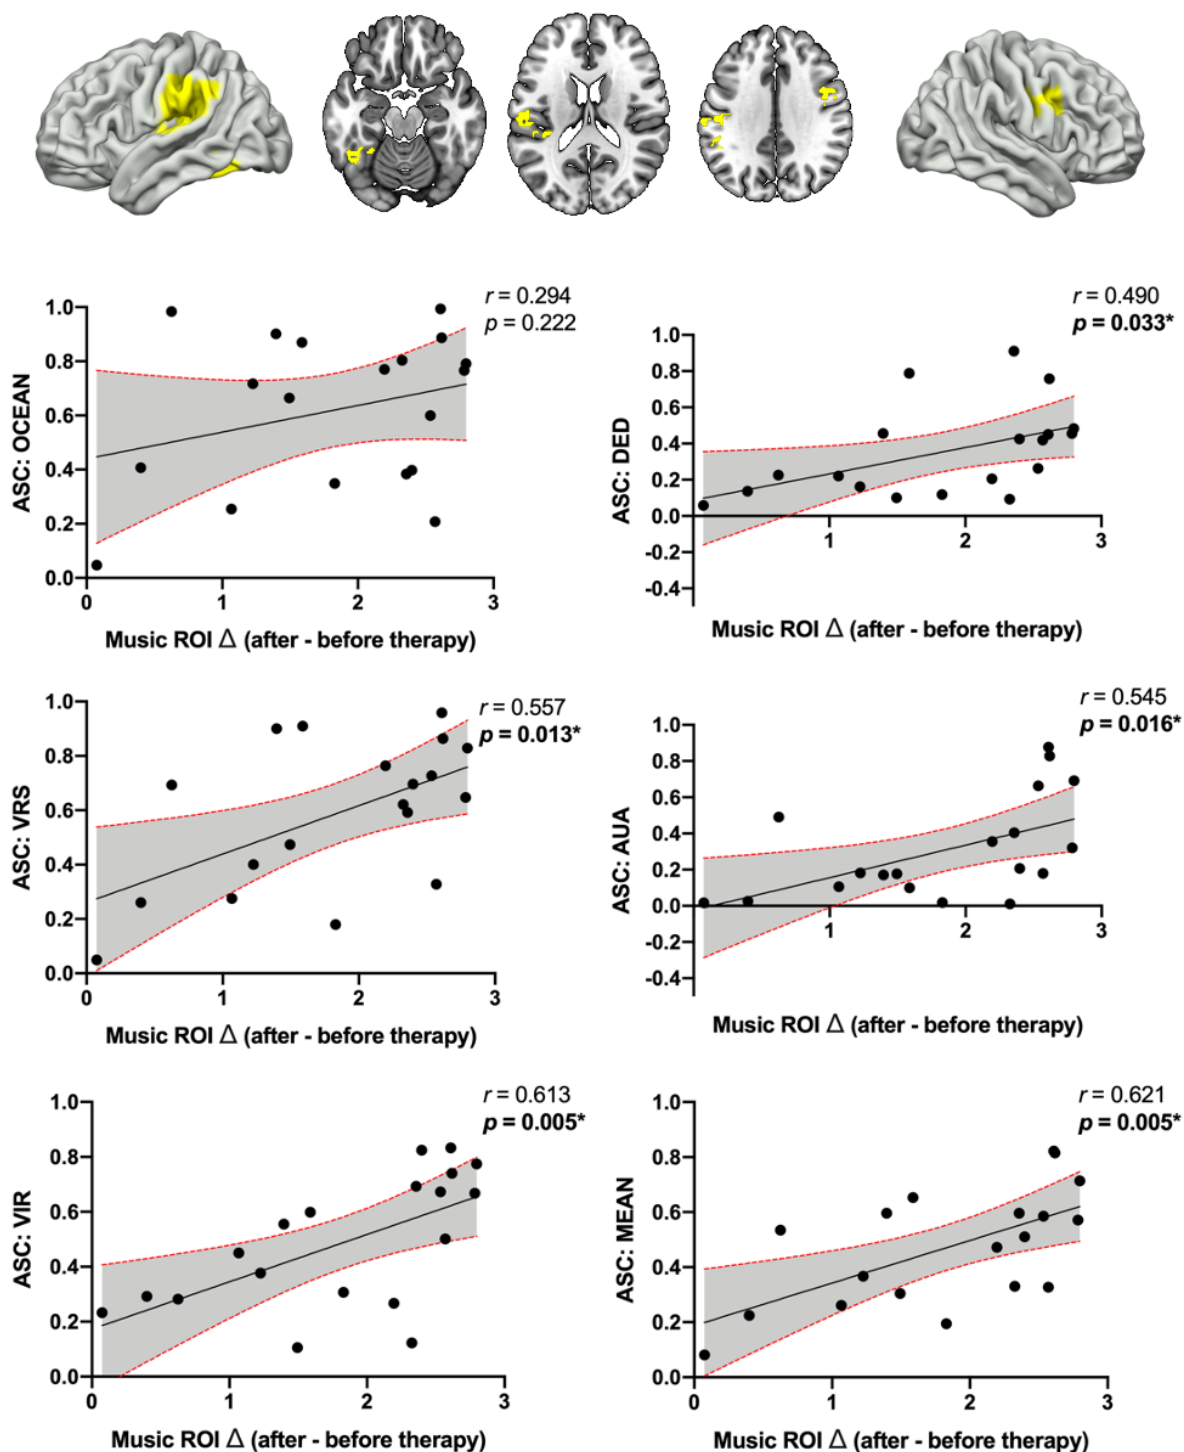 r = 0.294
p = 0.222
1.0
0.8
0.6
0.4
0.2
0.0
ASC: OCEAN
0 1 2 3
Music ROI Δ (after - before therapy)
r = 0.490
p = 0.033*
1.0
0.8
0.6
0.4
0.2
0.0
-0.2
-0.4
ASC: DED
1 2 3
Music ROI Δ (after - before therapy)
r = 0.557
p = 0.013*
1.0
0.8
0.6
0.4
0.2
0.0
ASC: VRS
0 1 2 3
Music ROI Δ (after - before therapy)
r = 0.545
p = 0.016*
1.0
0.8
0.6
0.4
0.2
0.0
-0.2
-0.4
ASC: AUA
1 2 3
Music ROI Δ (after - before therapy)
r = 0.613
p = 0.005*
1.0
0.8
0.6
0.4
0.2
0.0
ASC: VIR
0 1 2 3
Music ROI Δ (after - before therapy)
r = 0.621
p = 0.005*
1.0
0.8
0.6
0.4
0.2
0.0
ASC: MEAN
0 1 2 3
Music ROI Δ (after - before therapy)